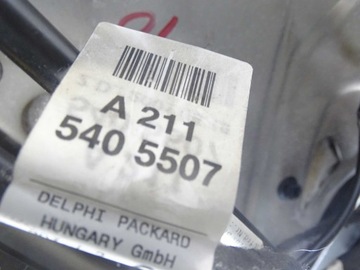 A 211
540 5507
DELPHI PACKARD
HUNGARY GmbH